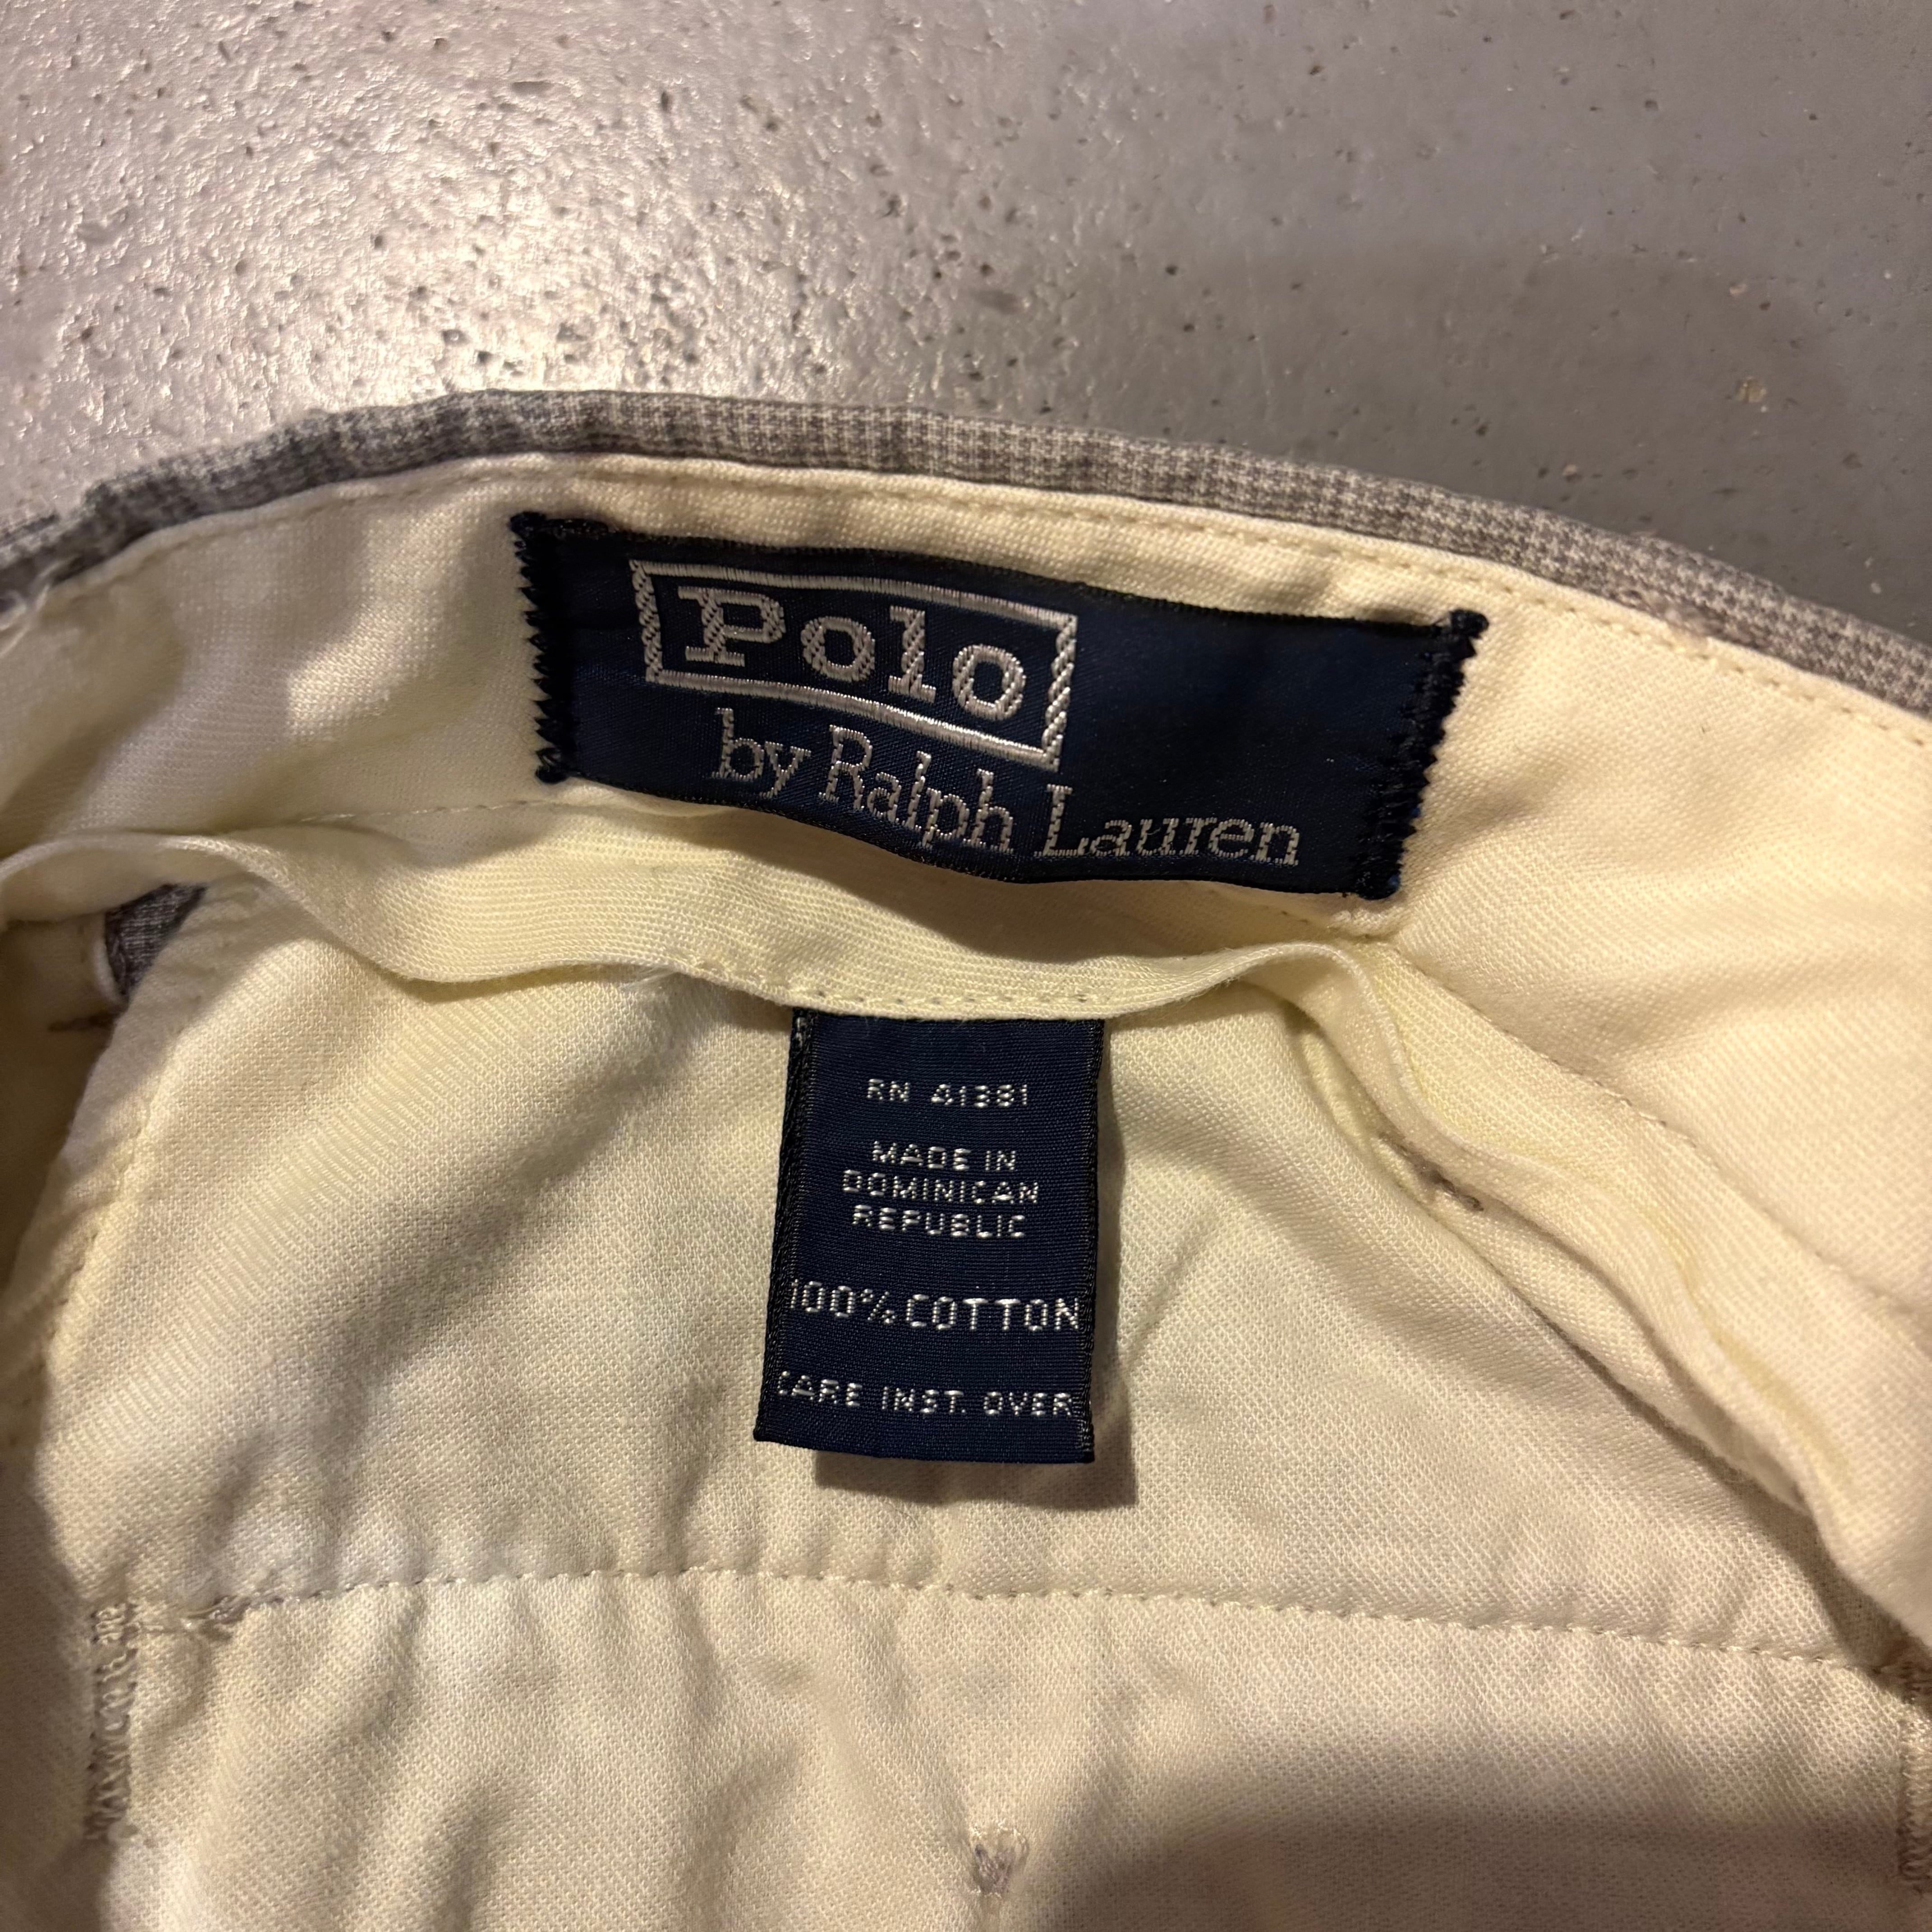 Polo
by Ralph Lauren
RN 41381
MADE IN
DOMINICAN
REPUBLIC
100% COTTON
CARE INST. OVER